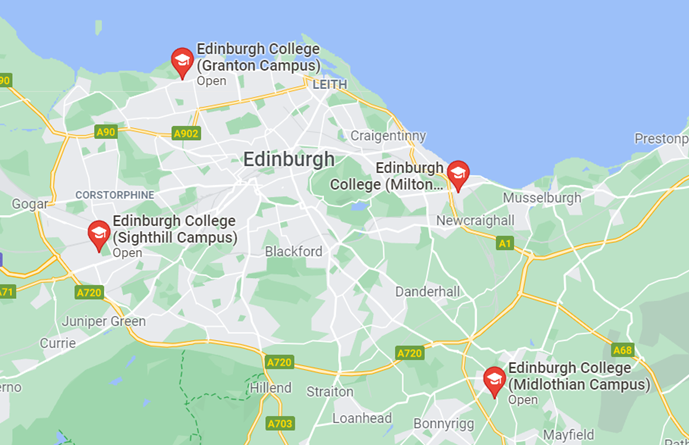 Edinburgh College
(Granton Campus)
Open
90
LEITH
A90
A902
Craigentinny
Prestonp
Edinburgh
Edinburgh
College (Milton...
CORSTORPHINE
Musselburgh
Gogar
Edinburgh College
(Sighthill Campus)
Open
Newcraighall
A1
Blackford
A71
A720
Danderhall
Juniper Green
Currie
A720
A720
A68
Edinburgh College
(Midlothian Campus)
Open
erno
Hillend
Straiton
Loanhead
A703
Bonnyrigg
Mayfield
Path